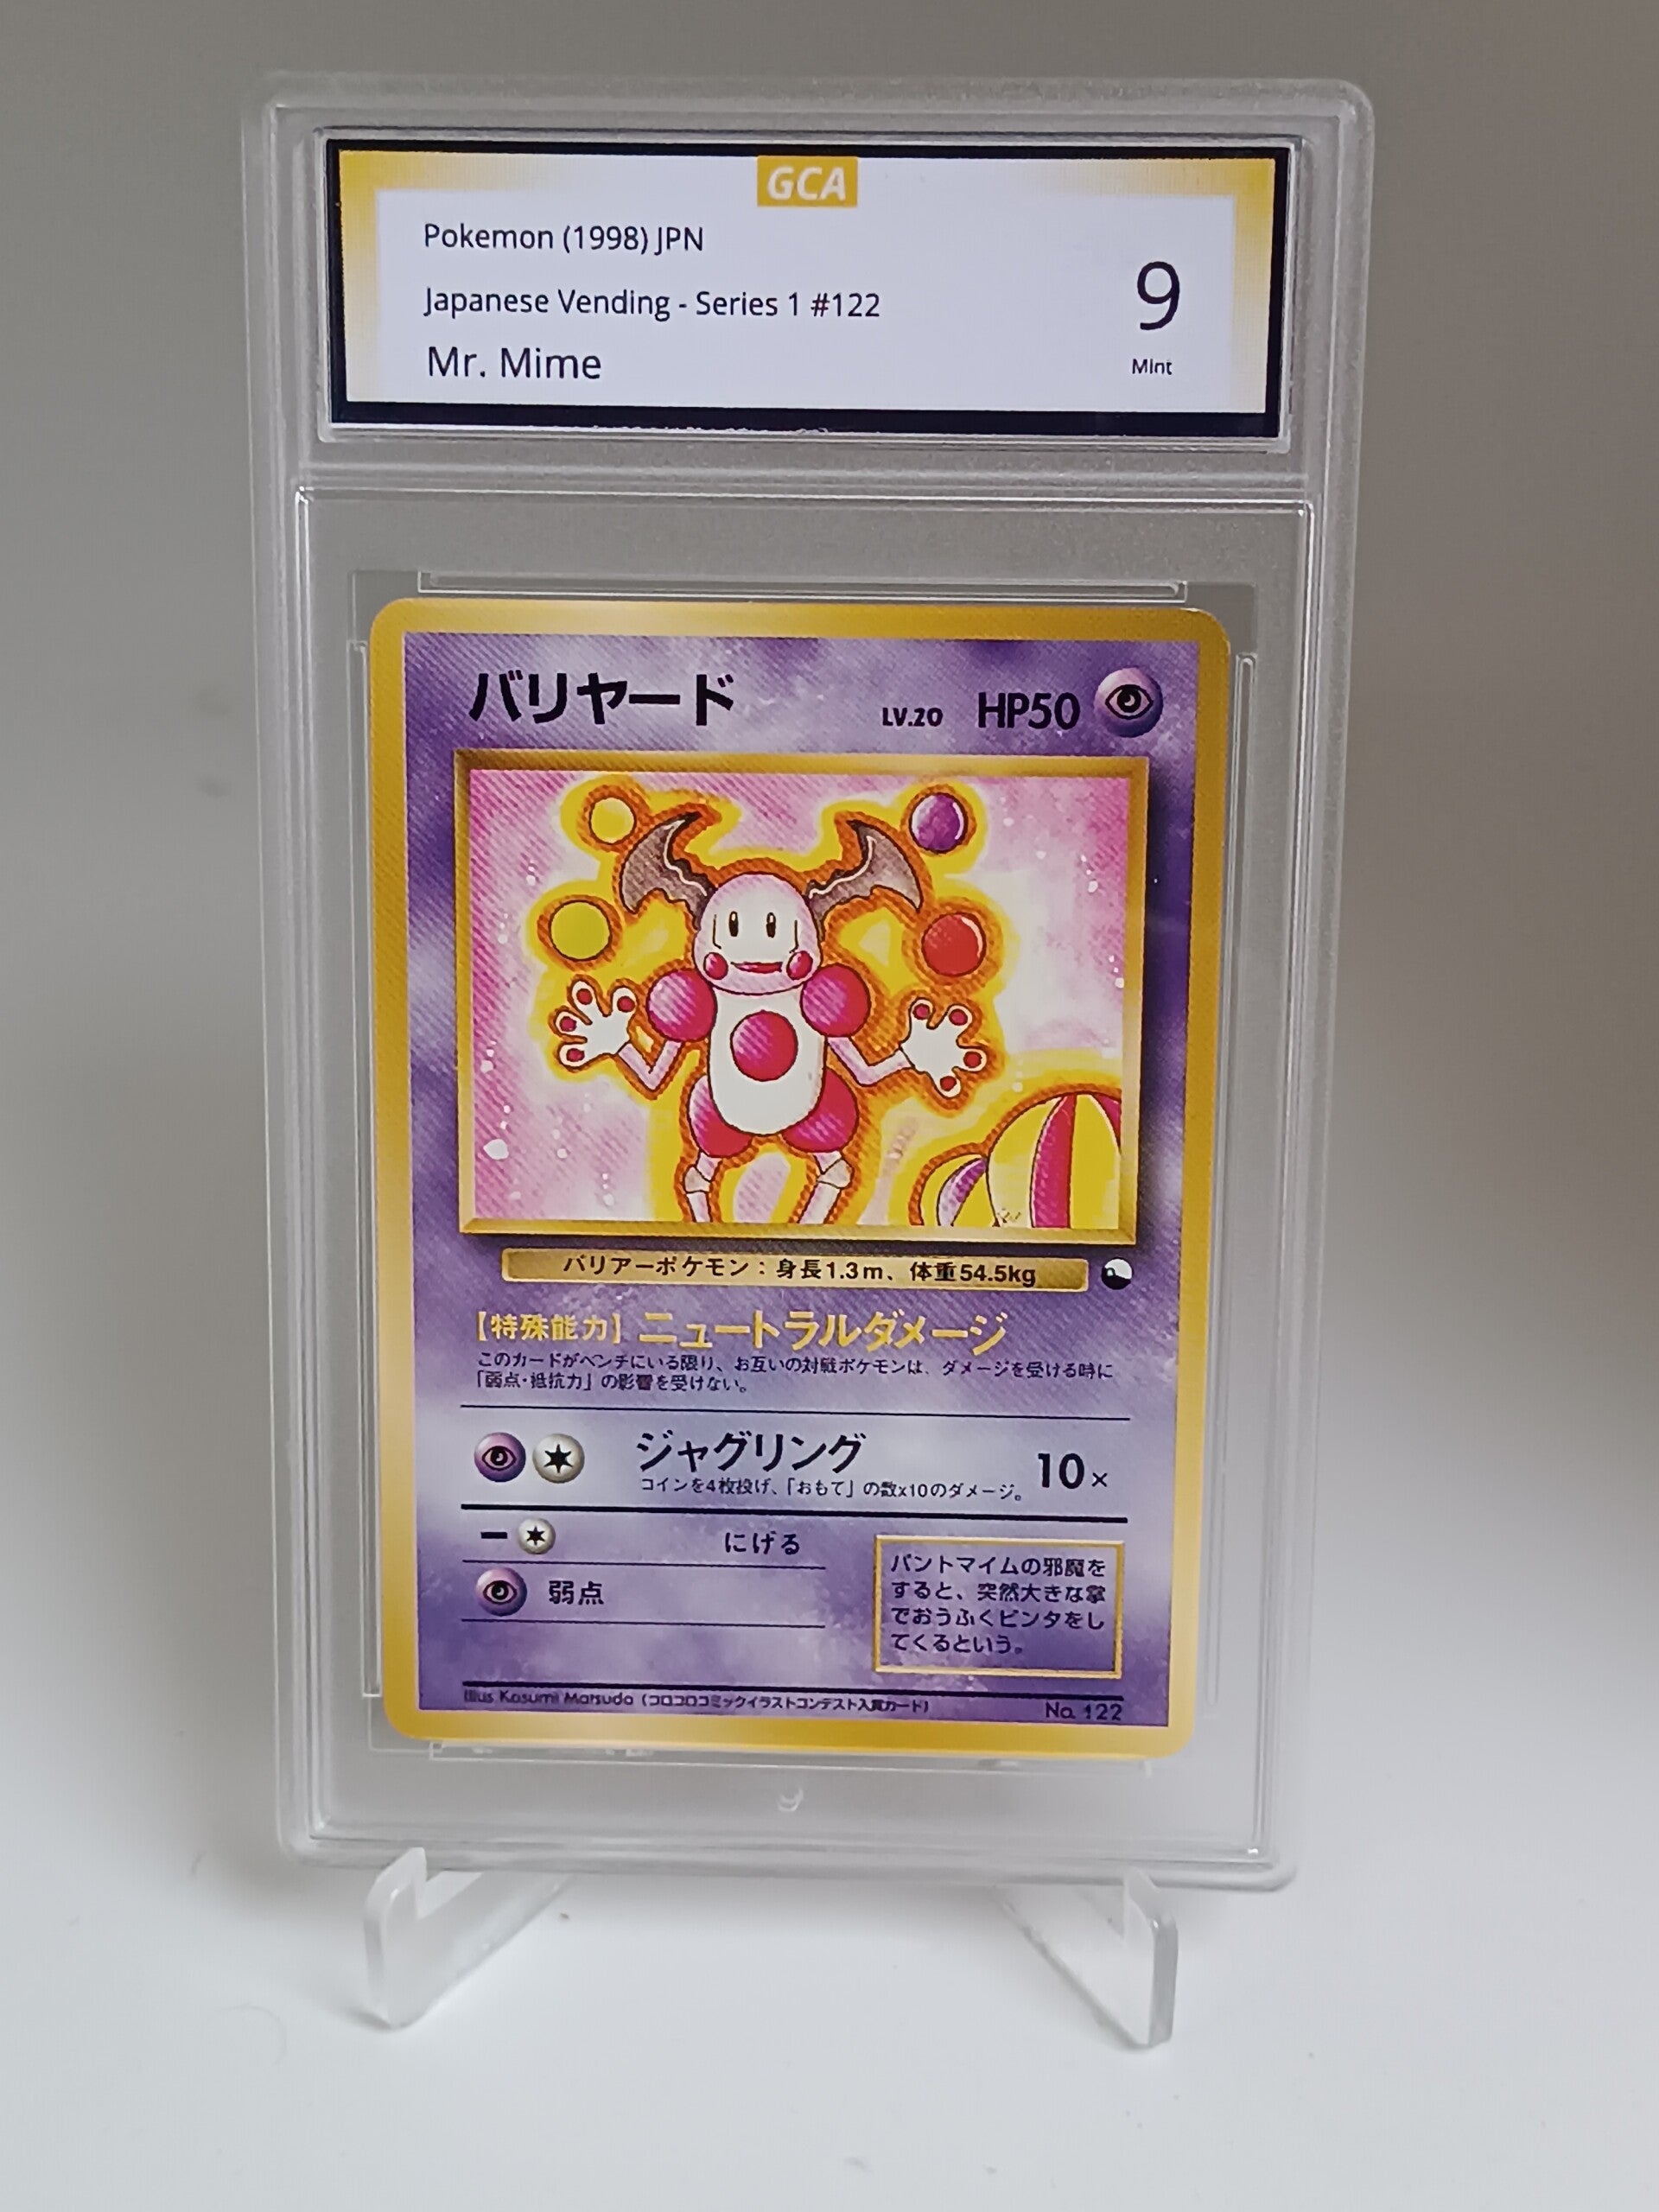 GCA
Pokemon (1998) JPN
Japanese Vending - Series 1 #122
Mr. Mime
9
Mint
バリヤード
LV.20 HP50
バリアーポケモン：身長1.3m、体重54.5kg
【特殊能力】ニュートラルダメージ
このカードがベンチにいる限り、お互いの対戦ポケモンは、ダメージを受ける時に
「弱点・抵抗力」の影響を受けない。
ジャグリング
コインを4枚投げ、「おもて」の数x10のダメージ。
10×
ー にげる
弱点
パントマイムの邪魔を
すると、突然大きな掌
でおうふくビンタをし
てくるという。
Illus Kasumi Matsuda (コロコロコミックイラストコンテスト入賞カード)
No. 122